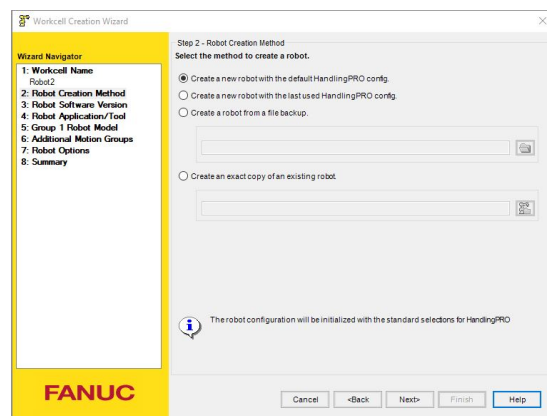 Workcell Creation Wizard
Wizard Navigator
1: Workcell Name
Robot2
2: Robot Creation Method
3: Robot Software Version
4: Robot Application/Tool
5: Group 1 Robot Model
6: Additional Motion Groups
7: Robot Options
8: Summary
FANUC
Step 2 - Robot Creation Method
Select the method to create a robot.
Create a new robot with the default HandlingPRO config.
Create a new robot with the last used HandlingPRO config.
Create a robot from a file backup.
Create an exact copy of an existing robot.
The robot configuration will be initialized with the standard selections for HandlingPRO
Cancel <Back Next> Finish Help